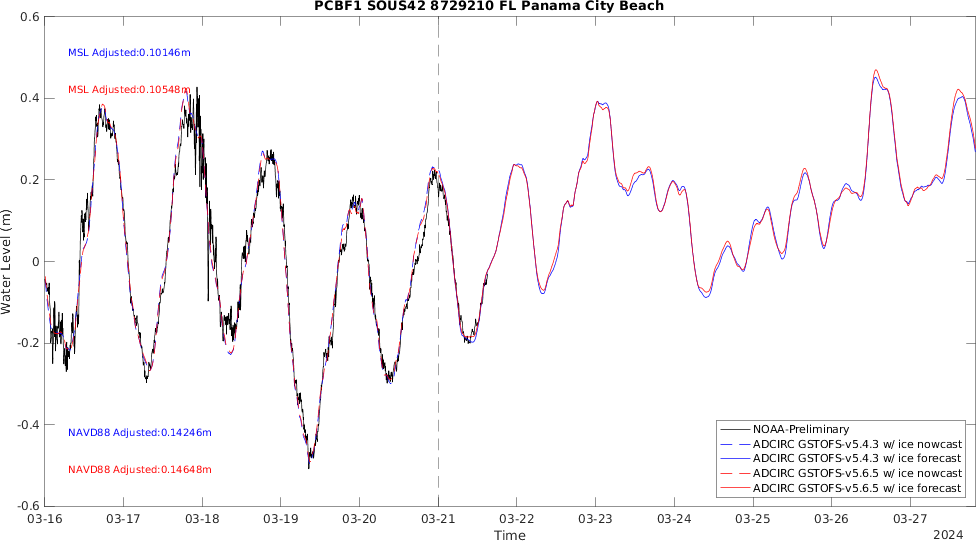 PCBF1 SOUS42 8729210 FL Panama City Beach
0.6
0.4
0.2
0
-0.2
-0.4
-0.6
Water Level (m)
MSL Adjusted:0.10146m
MSL Adjusted:0.10548m
NAVD88 Adjusted:0.14246m
NAVD88 Adjusted:0.14648m
NOAA-Preliminary
ADCIRC GSTOFS-v5.4.3 w/ ice nowcast
ADCIRC GSTOFS-v5.4.3 w/ ice forecast
ADCIRC GSTOFS-v5.6.5 w/ ice nowcast
ADCIRC GSTOFS-v5.6.5 w/ ice forecast
03-16 03-17 03-18 03-19 03-20 03-21 03-22 03-23 03-24 03-25 03-26 03-27
Time
2024